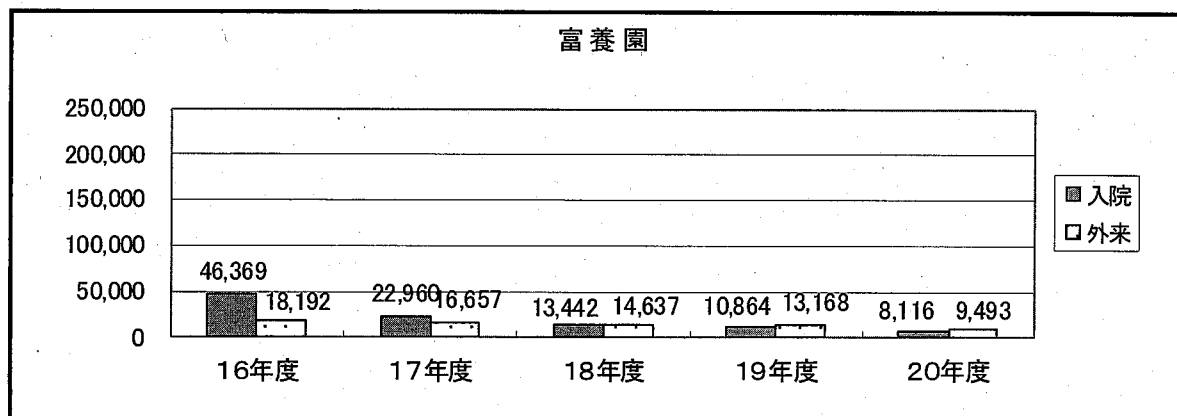 富養園
250,000
200,000
150,000
100,000
50,000
0
46,369
18,192
22,960
16,657
13,442
14,637
10,864
13,168
8,116
9,493
16年度
17年度
18年度
19年度
20年度
入院
外来